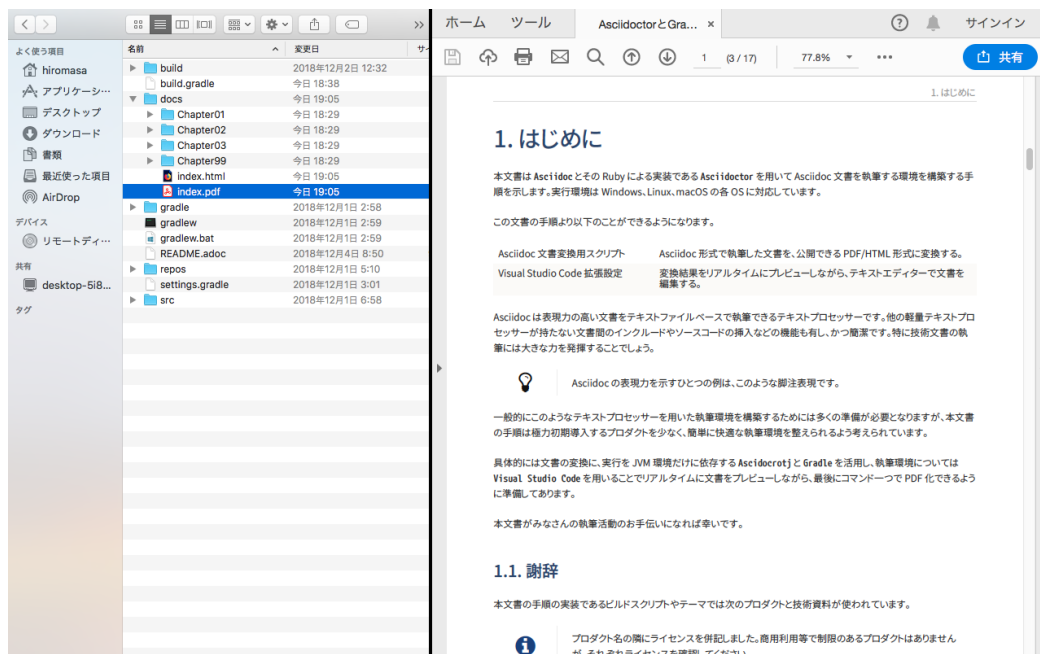 よく使う項目
hiromasa
アプリケーシ…
デスクトップ
ダウンロード
書類
最近使った項目
AirDrop
デバイス
リモートディ…
共有
desktop-5i8...
タグ
名前 変更日 サイ
build 2018年12月2日 12:32
build.gradle 今日 18:38
docs 今日 19:05
Chapter01 今日 18:29
Chapter02 今日 18:29
Chapter03 今日 18:29
Chapter99 今日 18:29
index.html 今日 19:05
index.pdf 今日 19:05
gradle 2018年12月1日 2:58
gradlew 2018年12月1日 2:59
gradlew.bat 2018年12月1日 2:59
README.adoc 2018年12月4日 8:50
repos 2018年12月1日 5:10
settings.gradle 2018年12月1日 3:01
src 2018年12月1日 6:58
ホーム ツール AsciidoctorとGra... × サインイン
1 (3 / 17) 77.8% 共有
1. はじめに
1. はじめに
本文書は Asciidoc とその Ruby による実装である Asciidoctor を用いて Asciidoc 文書を執筆する環境を構築する手
順を示します。実行環境は Windows、Linux、macOS の各 OS に対応しています。
この文書の手順より以下のことができるようになります。
Asciidoc 文書変換用スクリプト Asciidoc 形式で執筆した文書を、公開できる PDF/HTML 形式に変換する。
Visual Studio Code 拡張設定 変換結果をリアルタイムにプレビューしながら、テキストエディターで文書を
編集する。
Asciidoc は表現力の高い文書をテキストファイルベースで執筆できるテキストプロセッサーです。他の軽量テキストプロ
セッサーが持たない文書間のインクルードやソースコードの挿入などの機能も有し、かつ簡潔です。特に技術文書の執
筆には大きな力を発揮することでしょう。
Asciidoc の表現力を示すひとつの例は、このような脚注表現です。
一般的にこのようなテキストプロセッサーを用いた執筆環境を構築するためには多くの準備が必要となりますが、本文書
の手順は極力初期導入するプロダクトを少なく、簡単に快適な執筆環境を整えられるよう考えられています。
具体的には文書の変換に、実行を JVM 環境だけに依存する Ascidocrotj と Gradle を活用し、執筆環境については
Visual Studio Code を用いることでリアルタイムに文書をプレビューしながら、最後にコマンド一つで PDF 化できるよう
に準備してあります。
本文書がみなさんの執筆活動のお手伝いになれば幸いです。
1.1. 謝辞
本文書の手順の実装であるビルドスクリプトやテーマでは次のプロダクトと技術資料が使われています。
プロダクト名の隣にライセンスを併記しました。商用利用等で制限のあるプロダクトはありません
が、それぞれライセンスを確認してください。